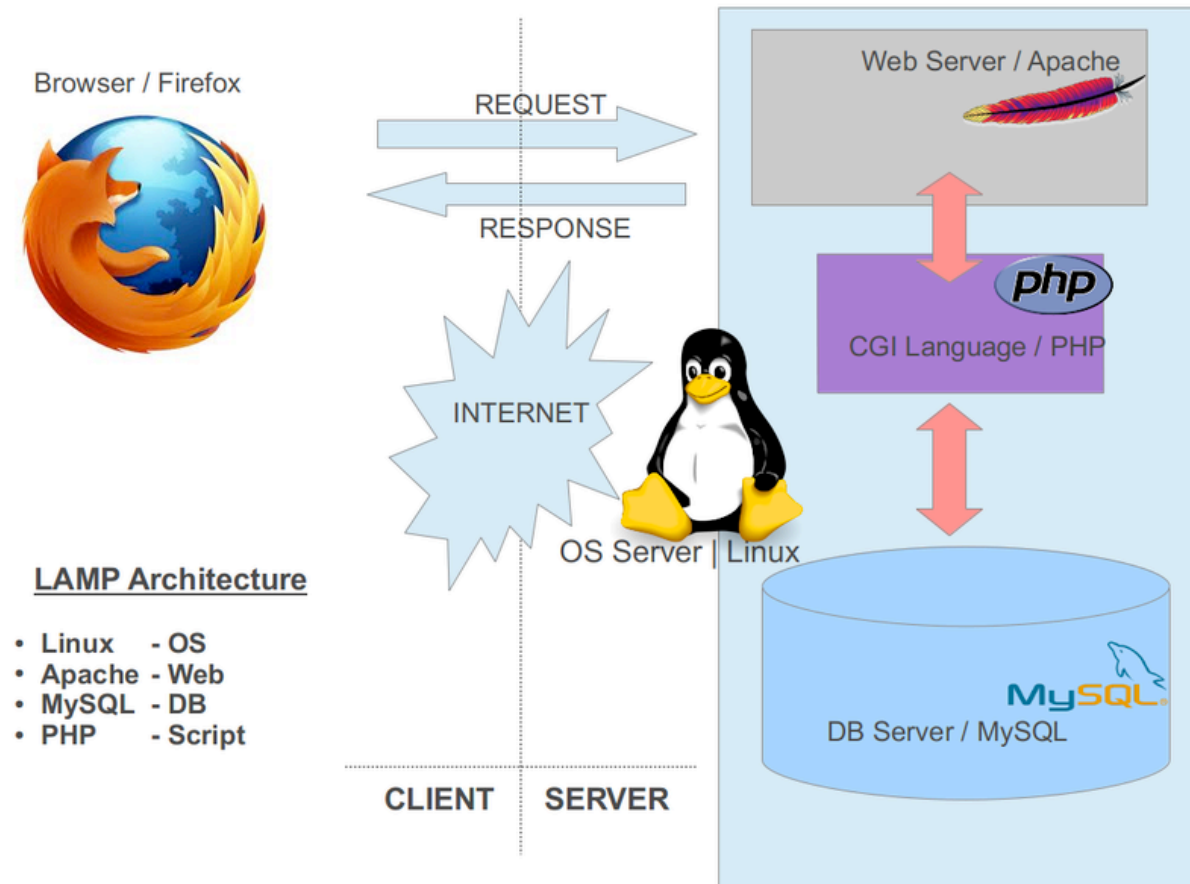 Browser / Firefox
REQUEST
RESPONSE
Web Server / Apache
php
CGI Language / PHP
INTERNET
OS Server | Linux
MySQL®
DB Server / MySQL
LAMP Architecture
• Linux - OS
• Apache - Web
• MySQL - DB
• PHP - Script
CLIENT SERVER